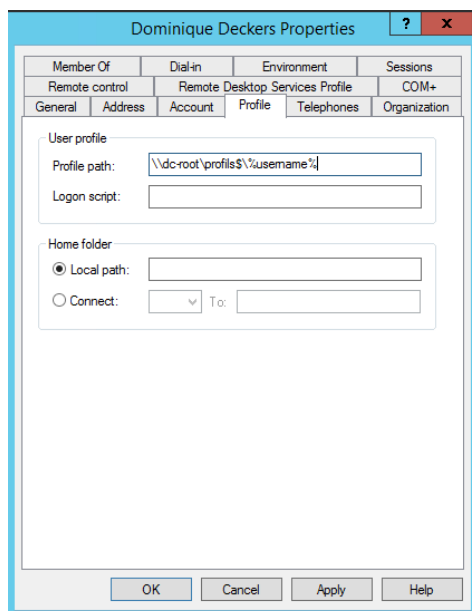 Dominique Deckers Properties ? x
Member Of Dial-in Environment Sessions
Remote control Remote Desktop Services Profile COM+
General Address Account Profile Telephones Organization
User profile
Profile path: \\dc-root\profils$\%username%
Logon script:
Home folder
Local path:
Connect: To:
OK Cancel Apply Help